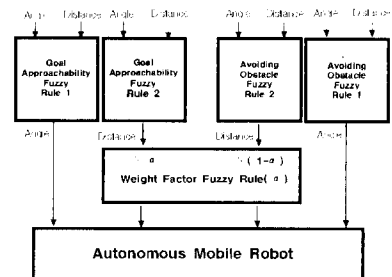 Angle Distance Angle Distance Angle Distance Angle Distance
Goal
Approachability
Fuzzy
Rule 1
Goal
Approachability
Fuzzy
Rule 2
Avoiding
Obstacle
Fuzzy
Rule 2
Avoiding
Obstacle
Fuzzy
Rule 1
Angle Distance Distance Angle
α (1-α)
Weight Factor Fuzzy Rule(α)
Autonomous Mobile Robot